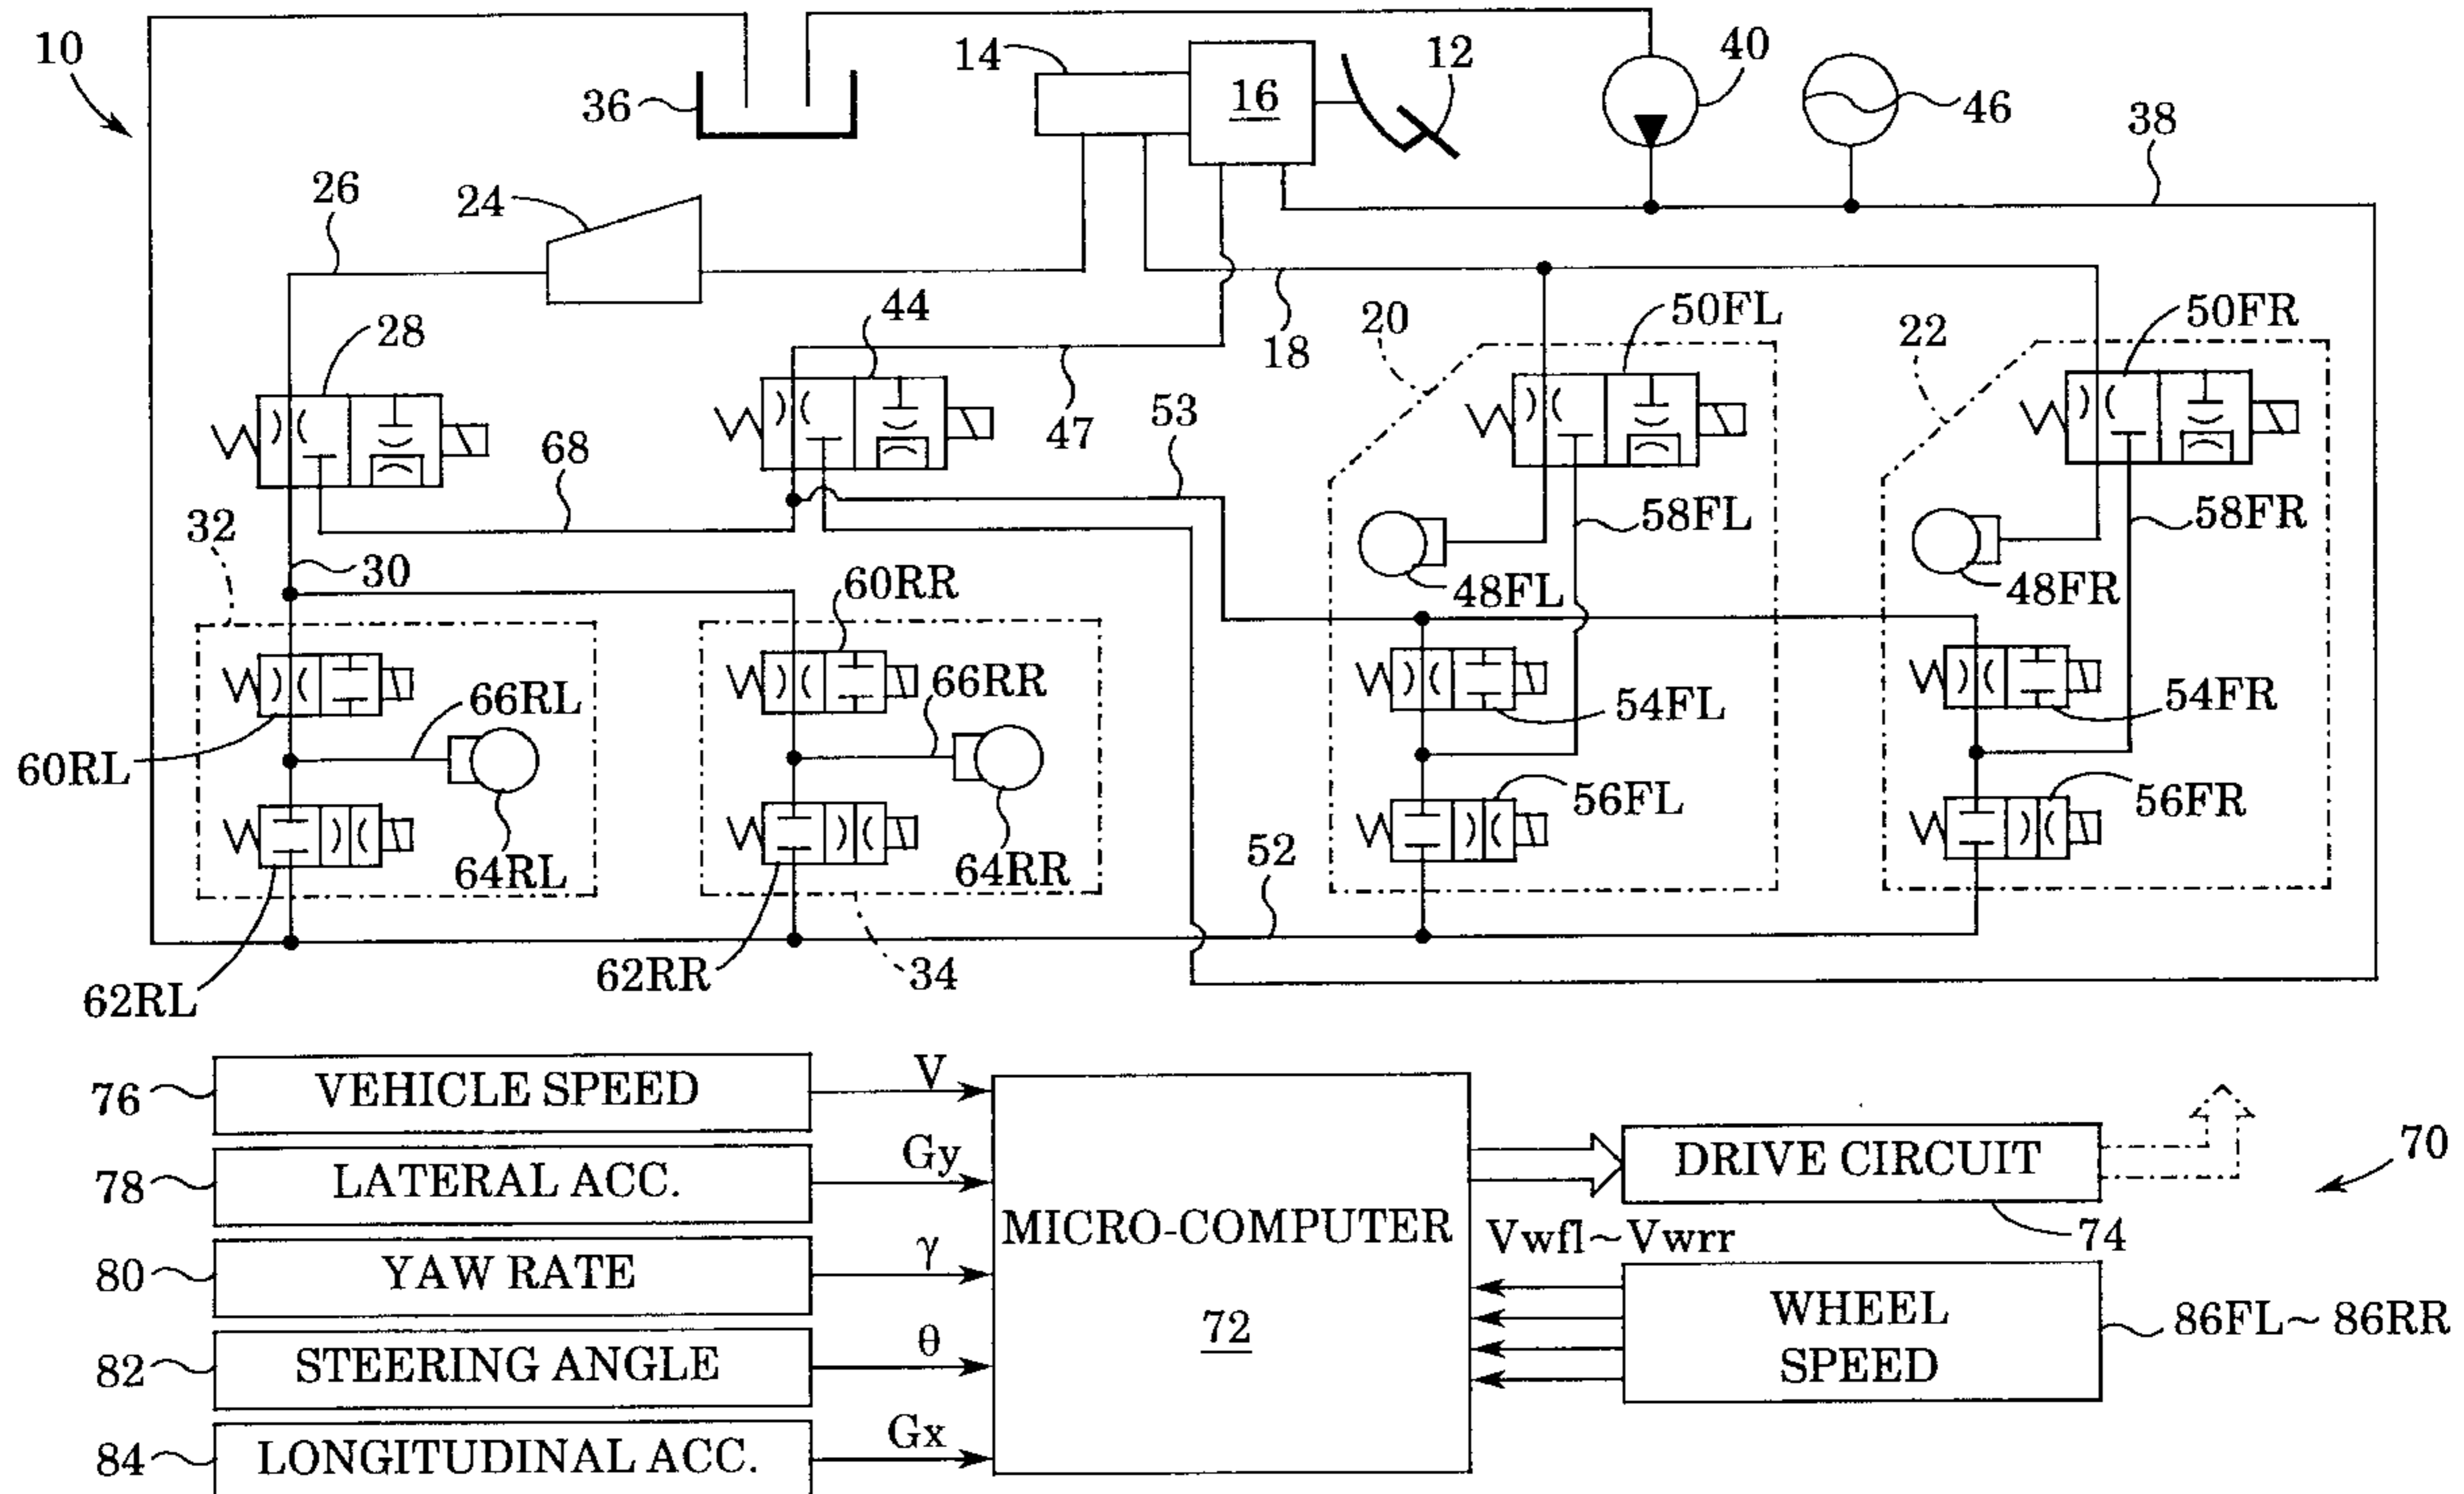 10
36
14
16
12
40
46
38
26
24
44
18
20
50FL
22
50FR
28
47
53
68
58FL
58FR
32
30
60RR
48FL
48FR
66RL
66RR
54FL
54FR
60RL
56FL
56FR
64RL
64RR
52
62RL
62RR
34
76
VEHICLE SPEED
V
78
LATERAL ACC.
Gy
80
YAW RATE
γ
82
STEERING ANGLE
θ
84
LONGITUDINAL ACC.
Gx
MICRO-COMPUTER
72
DRIVE CIRCUIT
70
74
Vwfl~Vwrr
WHEEL
SPEED
86FL~ 86RR